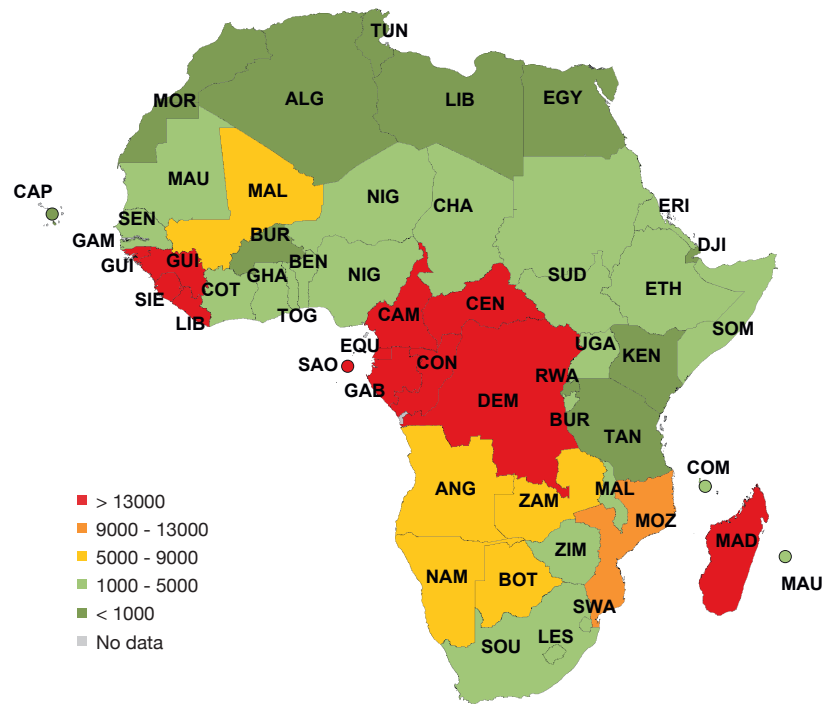 TUN
MOR
ALG
LIB
EGY
MAU
MAL
NIG
CHA
CAP
SEN
ERI
GAM
BUR
DJI
GUI
GUI
BEN
NIG
SUD
COT
GHA
ETH
SIE
LIB
TOG
CAM
CEN
SOM
EQU
UGA
KEN
SAO
CON
RWA
GAB
DEM
BUR
TAN
COM
ANG
ZAM
MAL
MOZ
MAD
ZIM
MAU
NAM
BOT
SWA
SOU
LES
> 13000
9000 - 13000
5000 - 9000
1000 - 5000
< 1000
No data